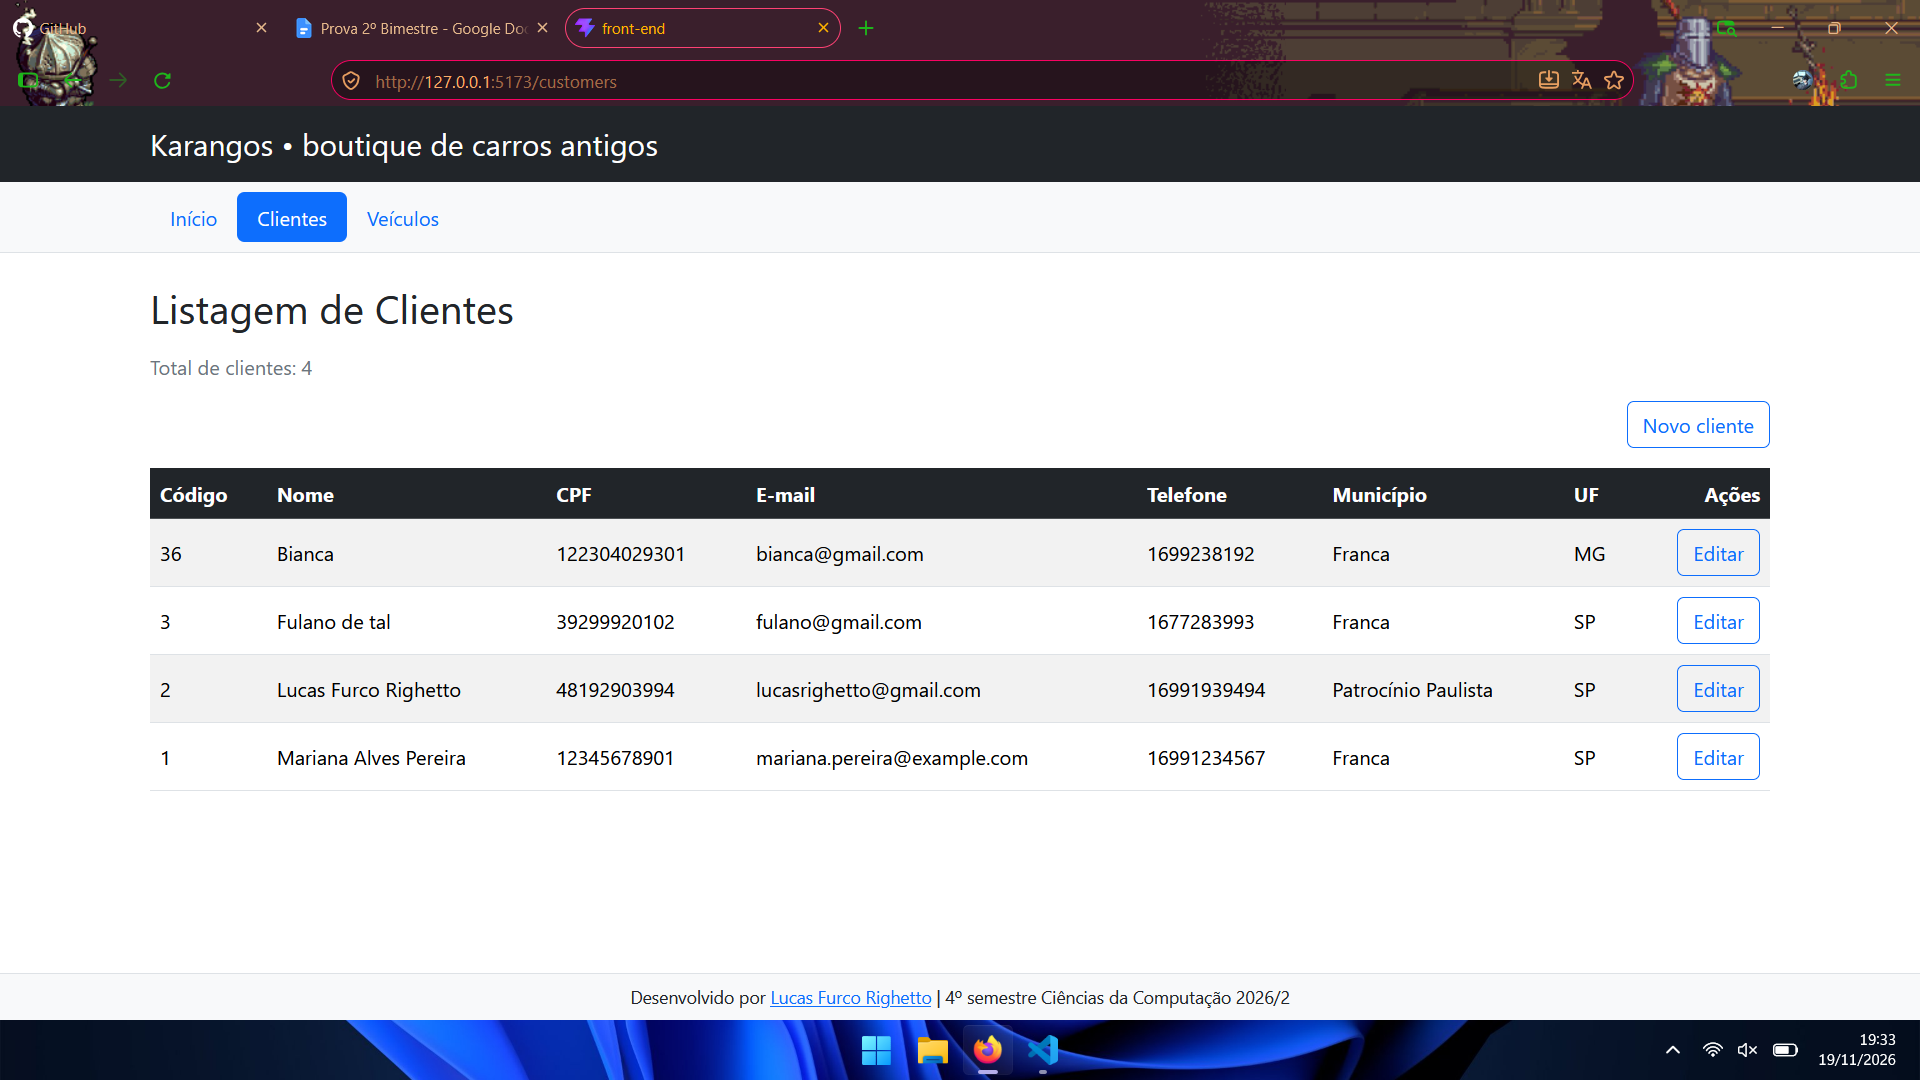 GitHub
Prova 2º Bimestre - Google Doc
front-end
http://127.0.0.1:5173/customers
Karangos • boutique de carros antigos
Início Clientes Veículos
Listagem de Clientes
Total de clientes: 4
Novo cliente
Código Nome CPF E-mail Telefone Município UF Ações
36 Bianca 122304029301 bianca@gmail.com 1699238192 Franca MG Editar
3 Fulano de tal 39299920102 fulano@gmail.com 1677283993 Franca SP Editar
2 Lucas Furco Righetto 48192903994 lucasrighetto@gmail.com 16991939494 Patrocínio Paulista SP Editar
1 Mariana Alves Pereira 12345678901 mariana.pereira@example.com 16991234567 Franca SP Editar
Desenvolvido por Lucas Furco Righetto | 4º semestre Ciências da Computação 2026/2
19:33
19/11/2026